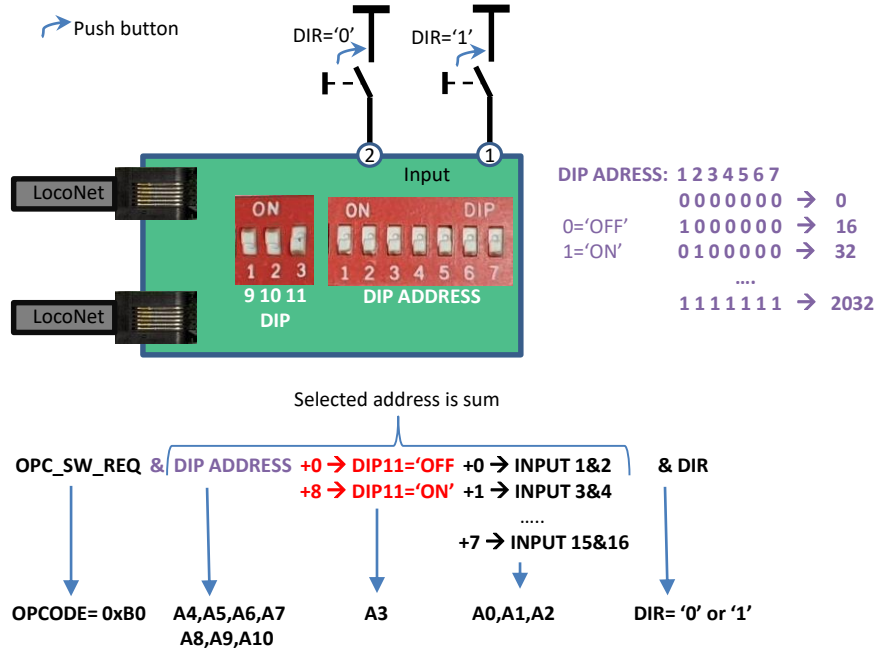 Push button
DIR=‘0’
DIR=‘1’
2
1
Input
LocoNet
LocoNet
ON
1 2 3
9 10 11
DIP
ON DIP
1 2 3 4 5 6 7
DIP ADDRESS
DIP ADRESS: 1 2 3 4 5 6 7
0 0 0 0 0 0 0 → 0
0=‘OFF’ 1 0 0 0 0 0 0 → 16
1=‘ON’ 0 1 0 0 0 0 0 → 32
....
1 1 1 1 1 1 1 → 2032
Selected address is sum
OPC_SW_REQ & DIP ADDRESS +0 → DIP11=‘OFF +0 → INPUT 1&2 & DIR
+8 → DIP11=‘ON’ +1 → INPUT 3&4
.....
+7 → INPUT 15&16
OPCODE= 0xB0 A4,A5,A6,A7 A3 A0,A1,A2 DIR= ‘0’ or ‘1’
A8,A9,A10